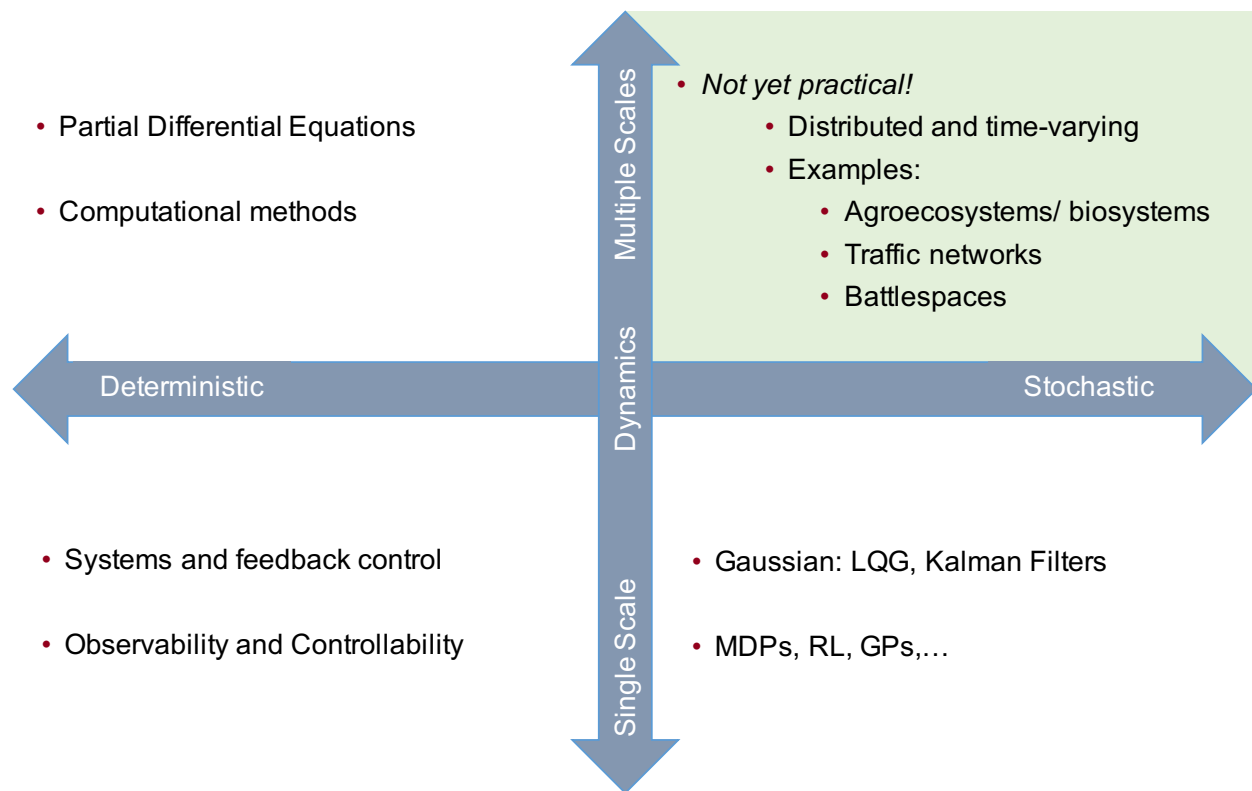 • Partial Differential Equations
• Computational methods
• Not yet practical!
• Distributed and time-varying
• Examples:
• Agroecosystems/ biosystems
• Traffic networks
• Battlespaces
Multiple Scales
Dynamics
Single Scale
Deterministic
Stochastic
• Systems and feedback control
• Observability and Controllability
• Gaussian: LQG, Kalman Filters
• MDPs, RL, GPs,…